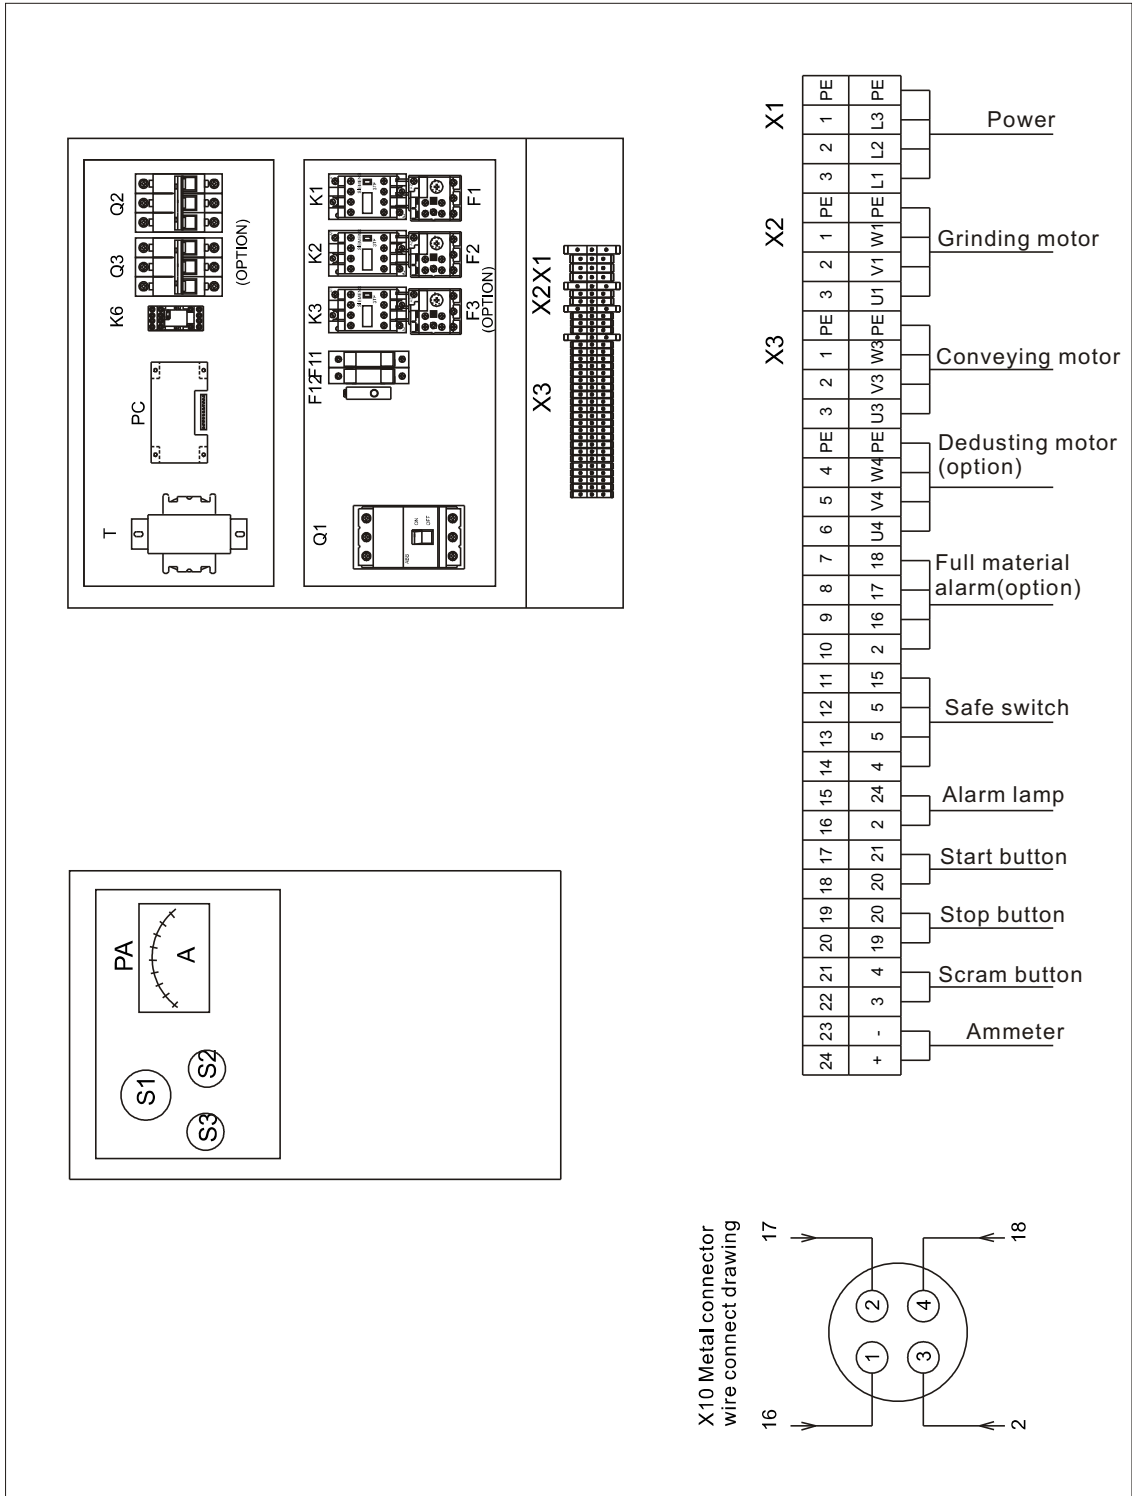 Q2
Q3
(OPTION)
K6
PC
T
K1
F1
K2
F2
K3
F3
(OPTION)
F12F11
Q1
ON
OFF
ABB
X2X1
X3
X1
PE PE
1 L3
2 L2
3 L1
Power
X2
PE PE
1 W1
2 V1
3 U1
Grinding motor
X3
PE PE
1 W3
2 V3
3 U3
Conveying motor
PE PE
4 W4
5 V4
6 U4
Dedusting motor
(option)
7 18
8 17
9 16
10 2
Full material
alarm(option)
11 15
12 5
13 5
14 4
Safe switch
15 24
16 2
Alarm lamp
17 21
18 20
Start button
19 20
20 19
Stop button
21 4
22 3
Scram button
23 -
24 +
Ammeter
PA
A
S1
S2
S3
X10 Metal connector
wire connect drawing
17
18
2
4
1
3
16
2